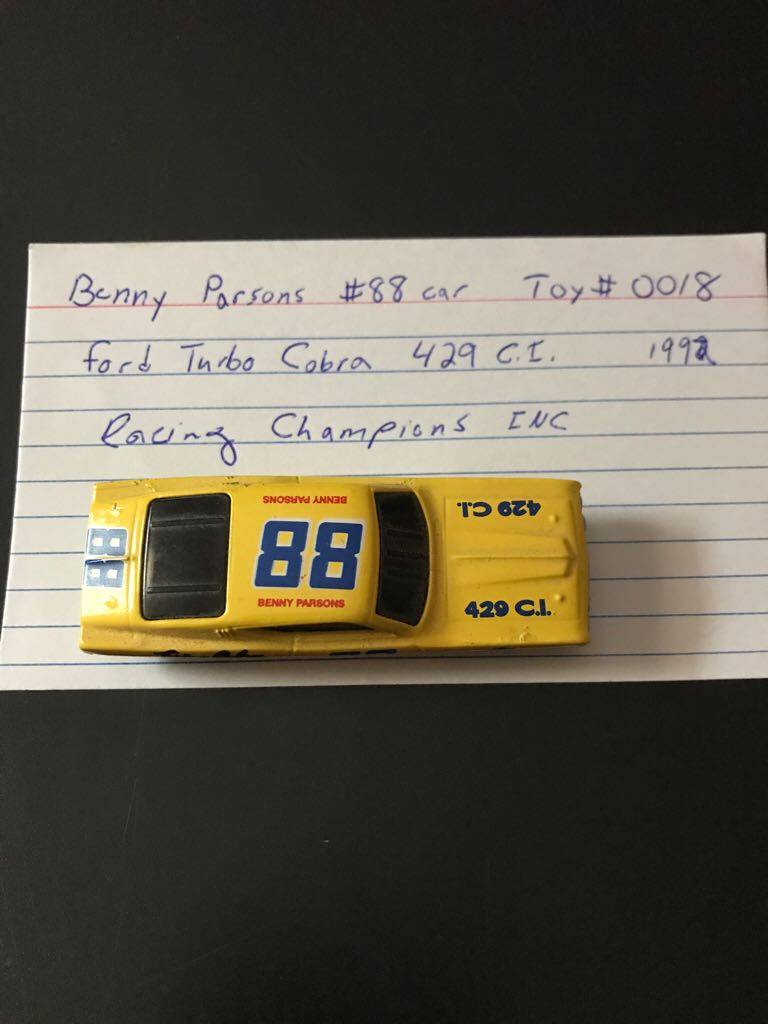 Benny Parsons #88 car Toy# 0018
ford Turbo Cobra 429 C.I. 1992
Racing Champions INC
BENNY PARSONS
429 C.I.
88
88
BENNY PARSONS
429 C.I.